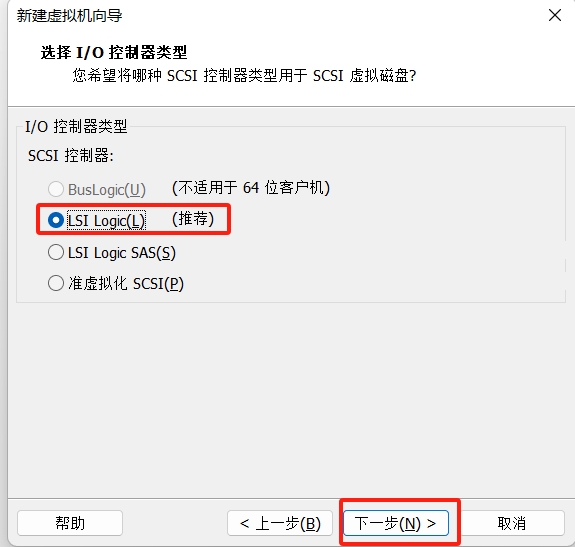 新建虚拟机向导
选择 I/O 控制器类型
您希望将哪种 SCSI 控制器类型用于 SCSI 虚拟磁盘?
I/O 控制器类型
SCSI 控制器:
BusLogic(U) (不适用于 64 位客户机)
LSI Logic(L) (推荐)
LSI Logic SAS(S)
准虚拟化 SCSI(P)
帮助 < 上一步(B) 下一步(N) > 取消